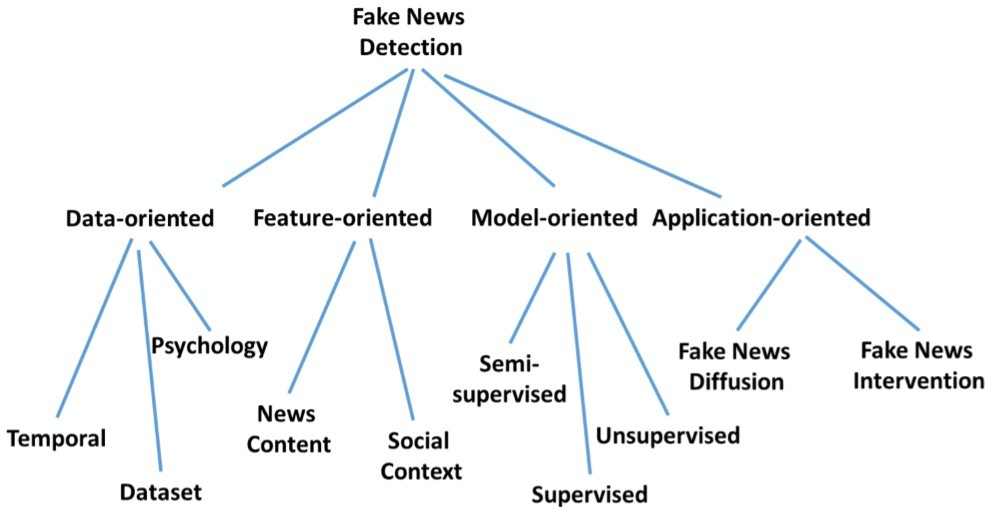 Fake News
Detection
Data-oriented
Feature-oriented
Model-oriented
Application-oriented
Psychology
Temporal
Dataset
News
Content
Social
Context
Semi-
supervised
Unsupervised
Supervised
Fake News
Diffusion
Fake News
Intervention